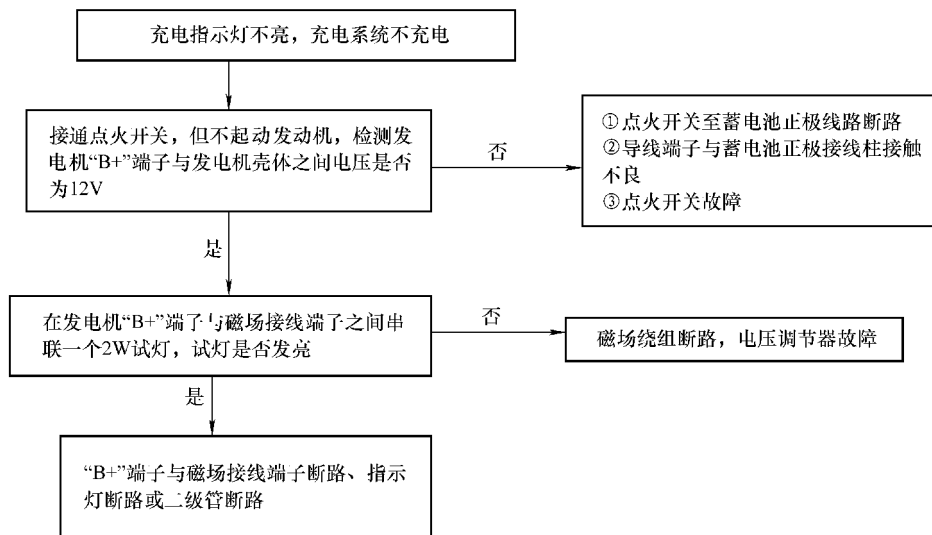 充电指示灯不亮，充电系统不充电
接通点火开关，但不起动发动机，检测发
电机“B+”端子与发电机壳体之间电压是否
为12V
否
①点火开关至蓄电池正极线路断路
②导线端子与蓄电池正极接线柱接触
不良
③点火开关故障
是
在发电机“B+”端子与磁场接线端子之间串
联一个2W试灯，试灯是否发亮
否
磁场绕组断路，电压调节器故障
是
“B+”端子与磁场接线端子断路、指示
灯断路或二级管断路